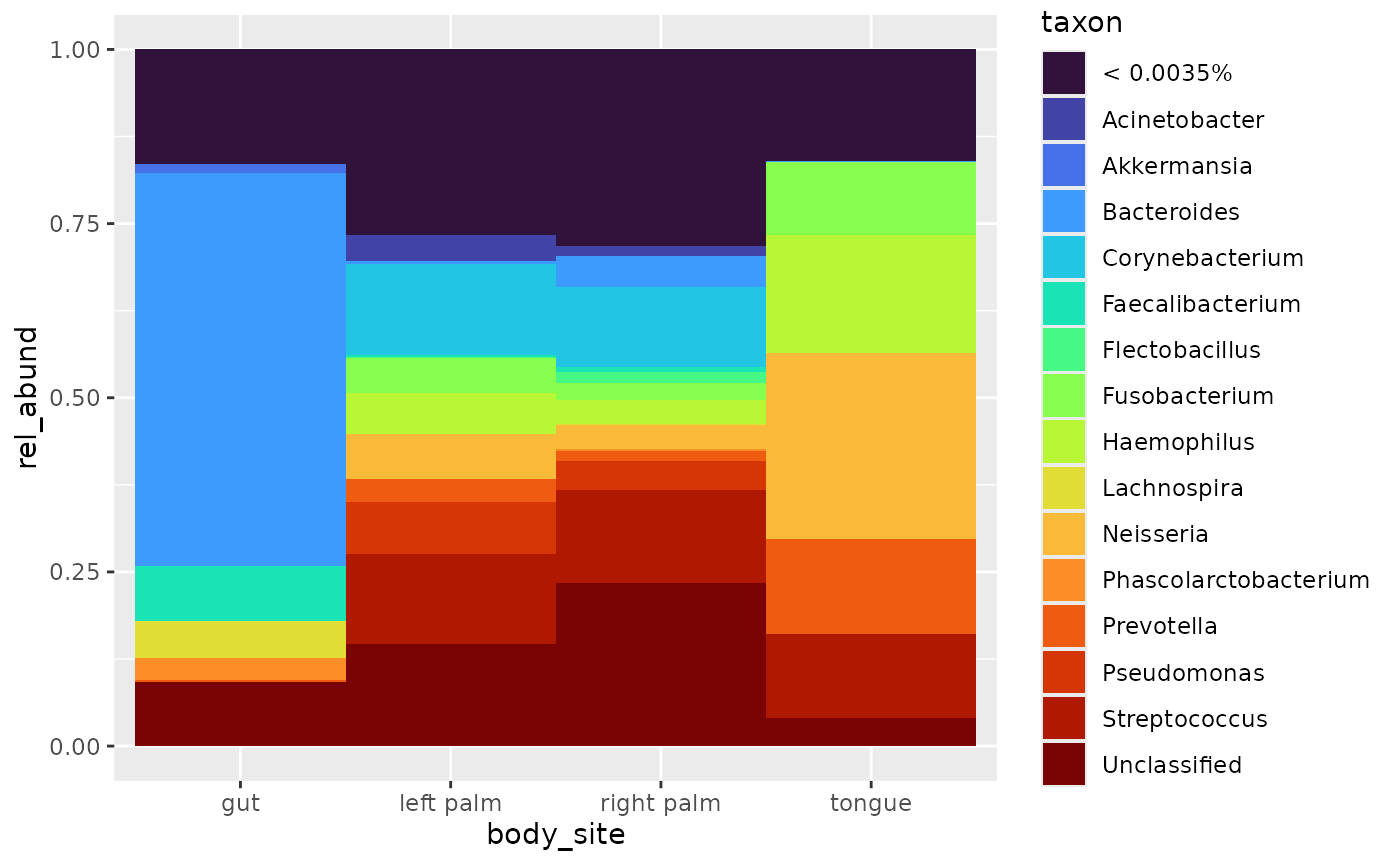 taxon
1.00
0.75
0.50
0.25
0.00
rel_abund
gut
left palm
right palm
tongue
body_site
< 0.0035%
Acinetobacter
Akkermansia
Bacteroides
Corynebacterium
Faecalibacterium
Flectobacillus
Fusobacterium
Haemophilus
Lachnospira
Neisseria
Phascolarctobacterium
Prevotella
Pseudomonas
Streptococcus
Unclassified